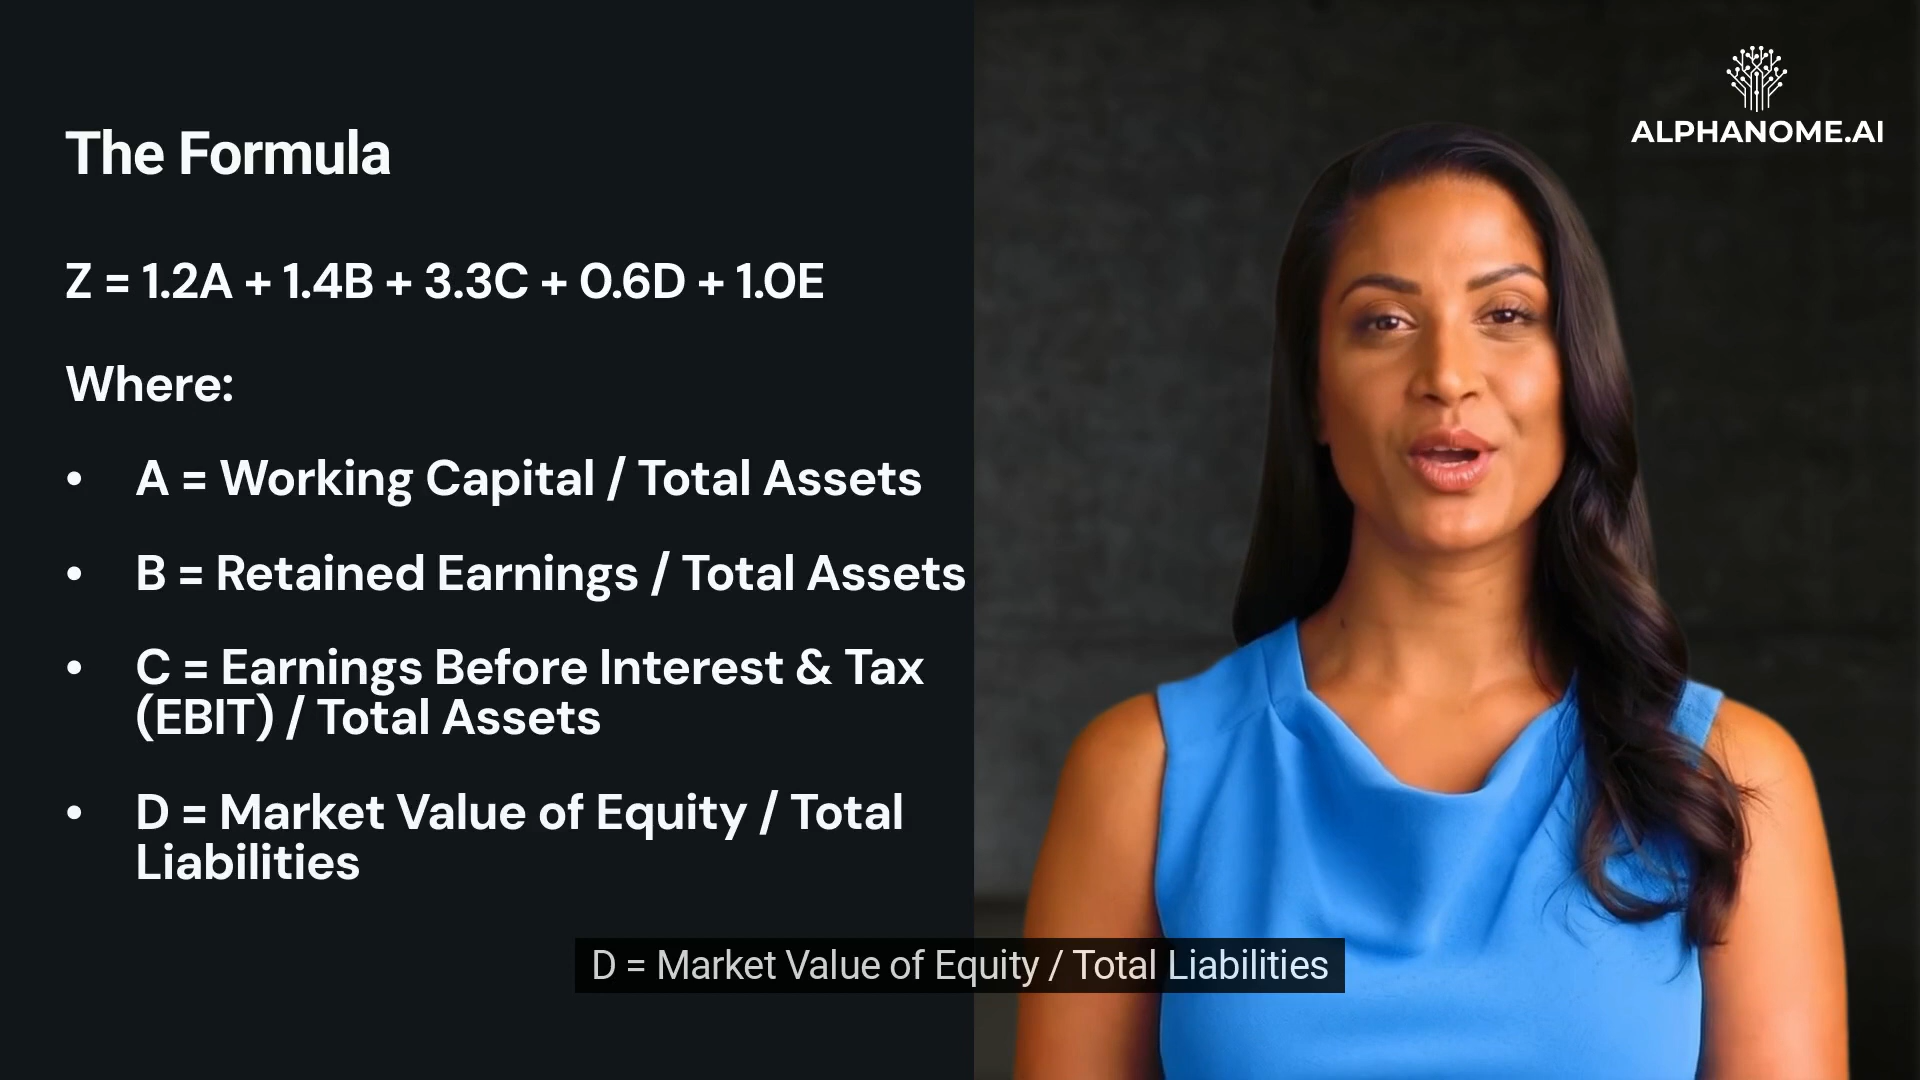 The Formula
Z = 1.2A + 1.4B + 3.3C + 0.6D + 1.0E
Where:
• A = Working Capital / Total Assets
• B = Retained Earnings / Total Assets
• C = Earnings Before Interest & Tax
(EBIT) / Total Assets
• D = Market Value of Equity / Total
Liabilities
D = Market Value of Equity / Total Liabilities
ALPHANOME.AI